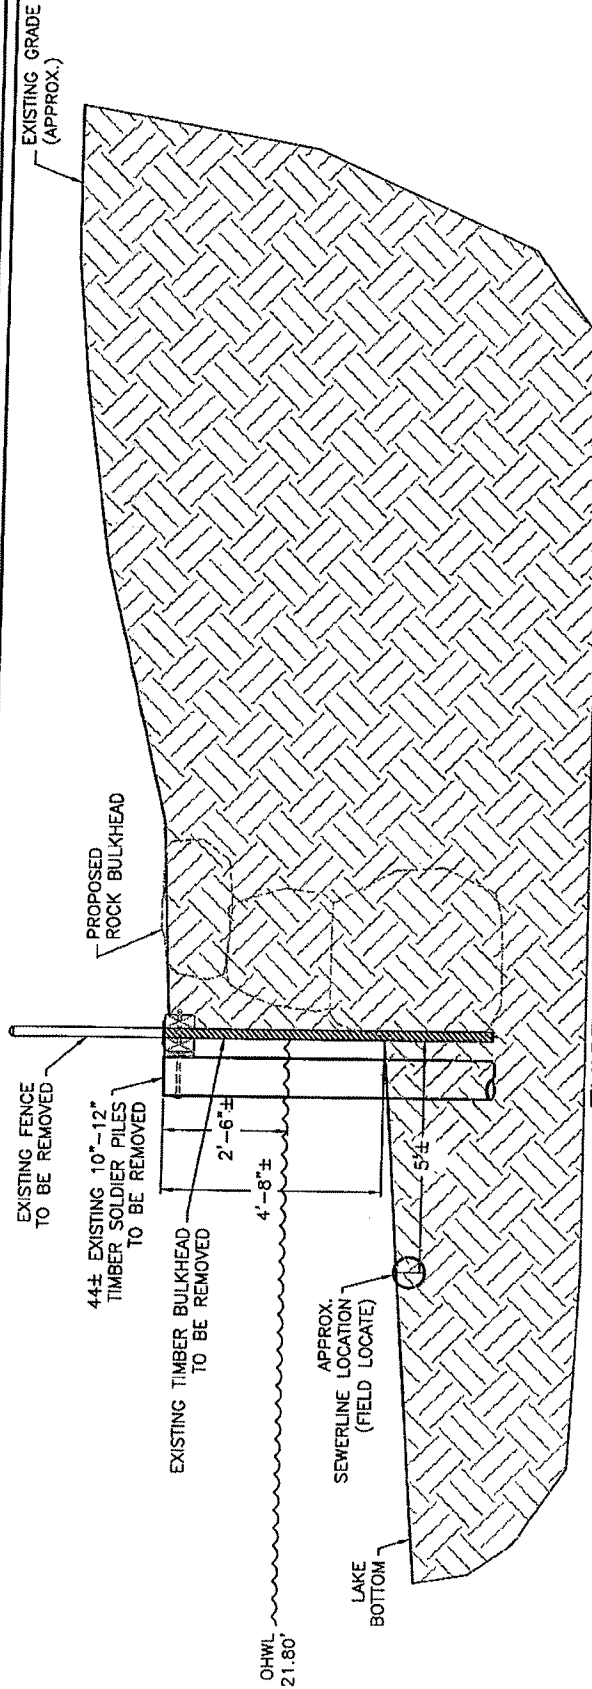 EXISTING GRADE
(APPROX.)
PROPOSED
ROCK BULKHEAD
EXISTING FENCE
TO BE REMOVED
44± EXISTING 10"-12"
TIMBER SOLDIER PILES
TO BE REMOVED
2'-6"±
4'-8"±
EXISTING TIMBER BULKHEAD
TO BE REMOVED
5'±
APPROX.
SEWERLINE LOCATION
(FIELD LOCATE)
LAKE
BOTTOM
OHWL
21.80'